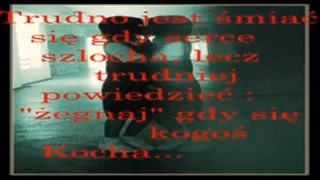 Trudno jest śmiać
się gdy serce
szlocha, lecz
trudniej
powiedzieć :
"żegnaj" gdy się
kogoś
Kocha...